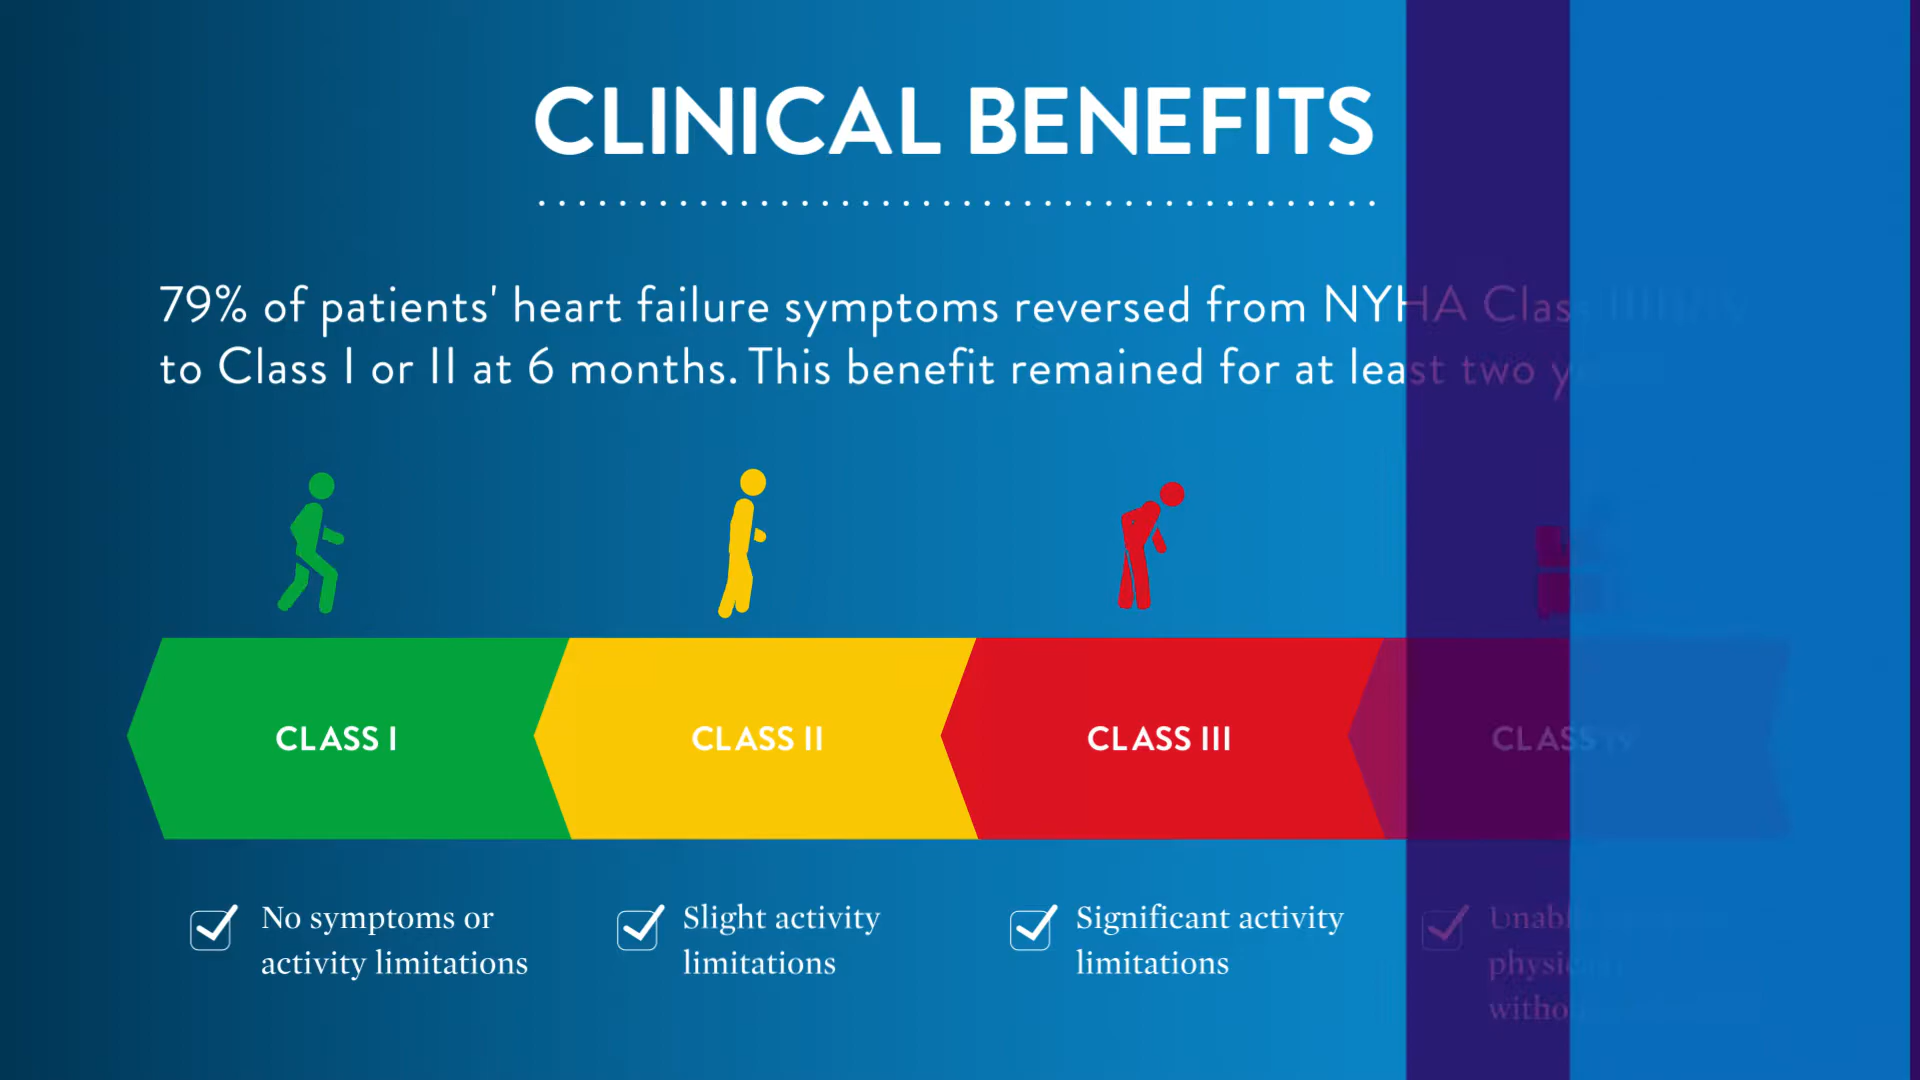 CLINICAL BENEFITS
79% of patients' heart failure symptoms reversed from NYHA Class
to Class I or II at 6 months. This benefit remained for at least two
CLASS I
CLASS II
CLASS III
CLASS
No symptoms or
activity limitations
Slight activity
limitations
Significant activity
limitations